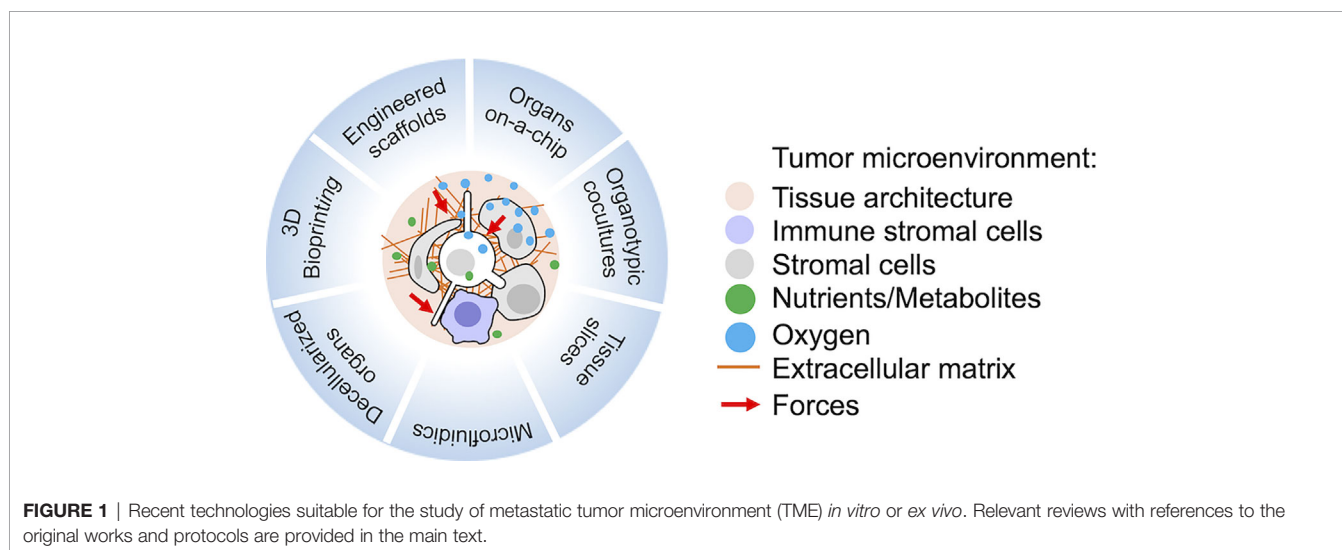 Engineered
scaffolds
Organs
on-a-chip
Organotypic
cocultures
Tissue
slices
Microfluidics
Decellularized
organs
3D
Bioprinting
Tumor microenvironment:
Tissue architecture
Immune stromal cells
Stromal cells
Nutrients/Metabolites
Oxygen
Extracellular matrix
Forces
FIGURE 1 | Recent technologies suitable for the study of metastatic tumor microenvironment (TME) in vitro or ex vivo. Relevant reviews with references to the
original works and protocols are provided in the main text.